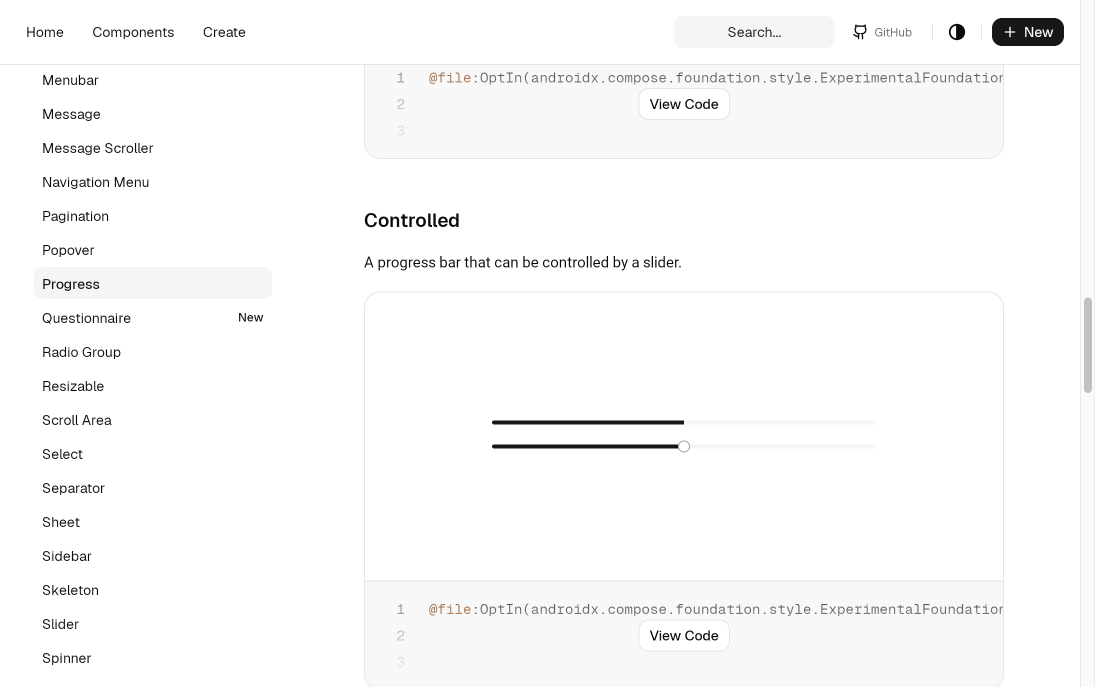 Home Components Create Search... GitHub New
Menubar
Message
Message Scroller
Navigation Menu
Pagination
Popover
Progress
Questionnaire New
Radio Group
Resizable
Scroll Area
Select
Separator
Sheet
Sidebar
Skeleton
Slider
Spinner
1 @file:OptIn(androidx.compose.foundation.style.ExperimentalFoundation
2
View Code
3
Controlled
A progress bar that can be controlled by a slider.
1 @file:OptIn(androidx.compose.foundation.style.ExperimentalFoundation
2
View Code
3